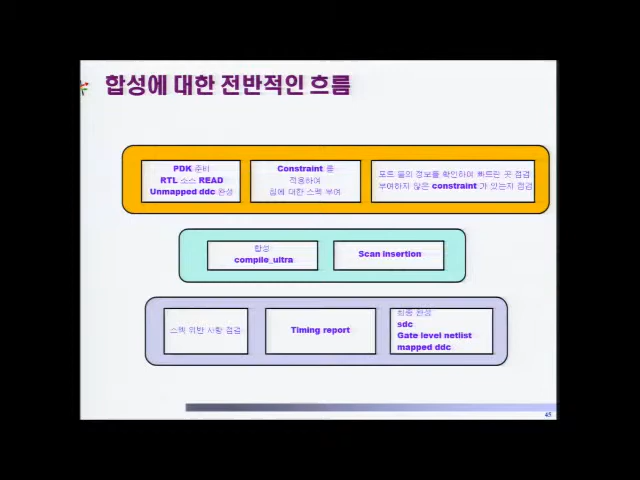 합성에 대한 전반적인 흐름
PDK 준비
RTL 소스 READ
Unmapped ddc 완성
Constraint 를
적용하여
칩에 대한 스펙 부여
포트 들의 정보를 확인하여 빠트린 곳 점검
부여하지 않은 constraint 가 있는지 점검
합성
compile_ultra
Scan insertion
스펙 위반 사항 점검
Timing report
최종 완성
sdc
Gate level netlist
mapped ddc
45